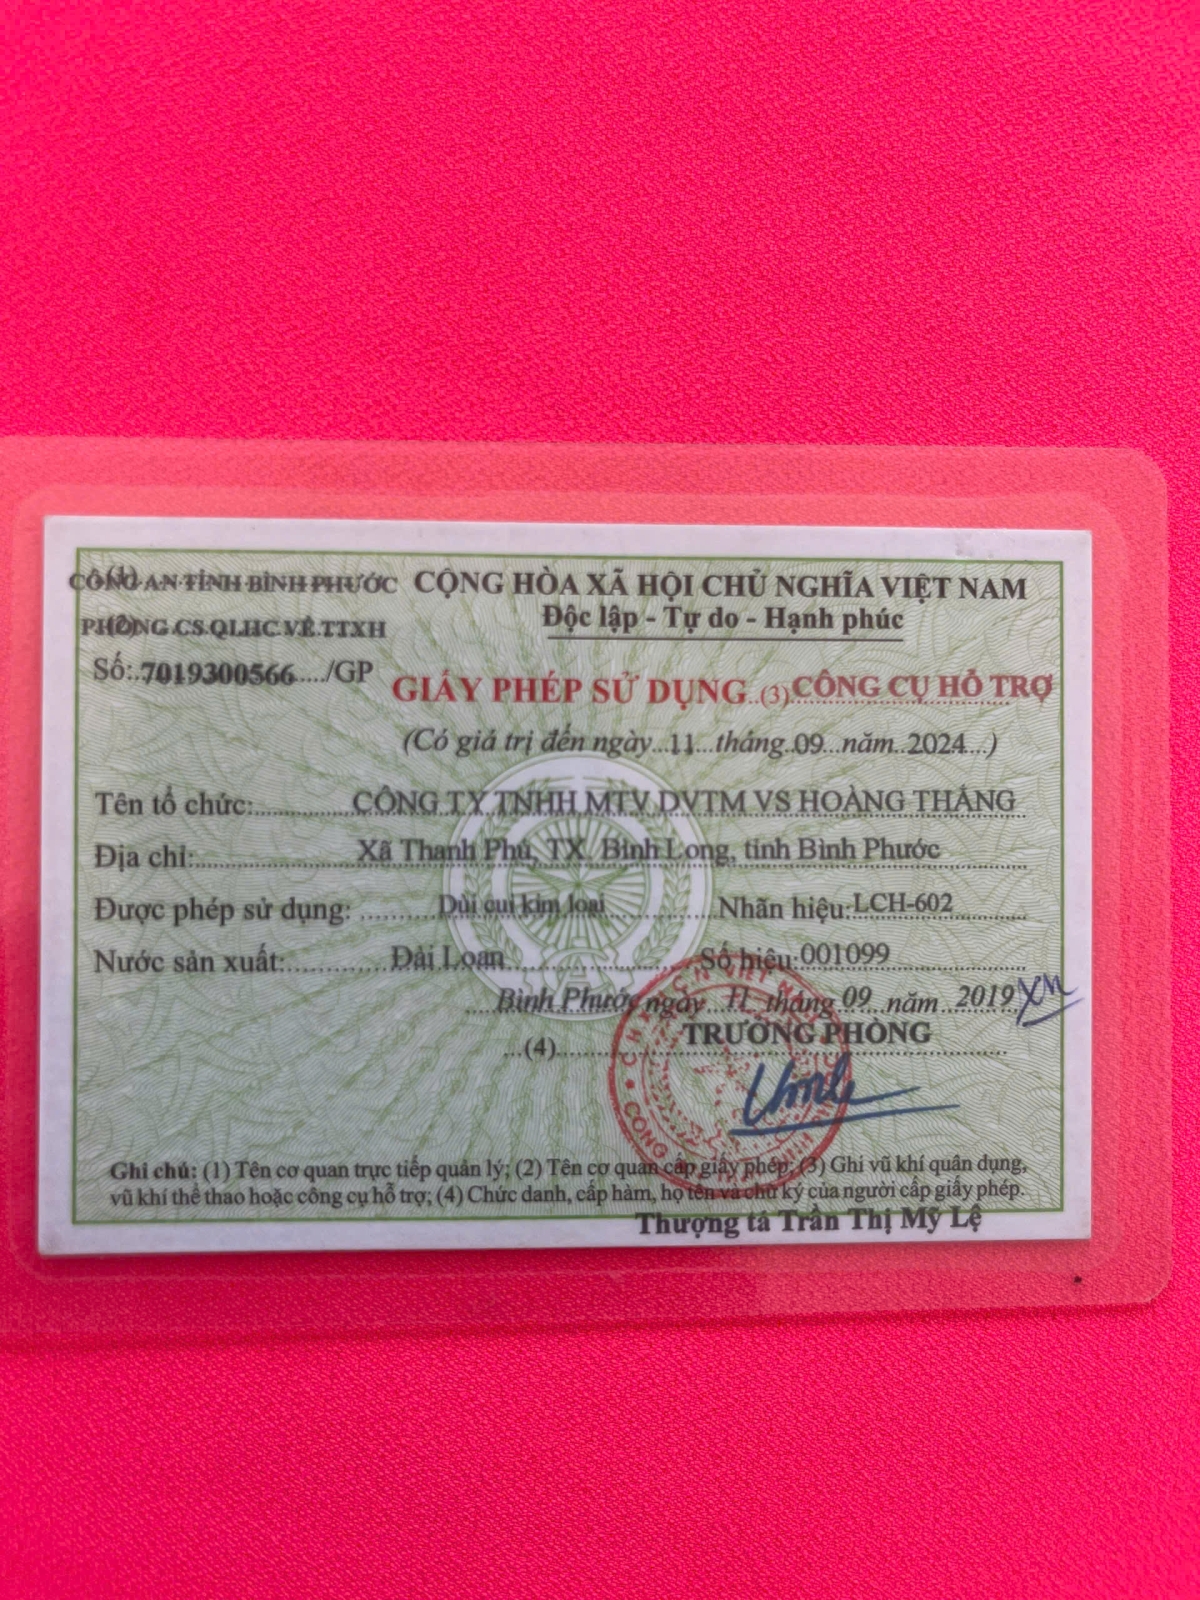 CÔNG AN TỈNH BÌNH PHƯỚC
(1)
CỘNG HÒA XÃ HỘI CHỦ NGHĨA VIỆT NAM
Độc lập - Tự do - Hạnh phúc
PHÒNG.CS.QLHC.VỀ.TTXH
(2)
Số:..7019300566...../GP
GIẤY PHÉP SỬ DỤNG..(3).CÔNG CỤ HỖ TRỢ
(Có giá trị đến ngày...11...tháng..09...năm..2024...)
Tên tổ chức:............CÔNG TY TNHH MTV DVTM VS HOÀNG THẮNG
Địa chỉ:................Xã Thanh Phú, TX. Bình Long, tỉnh Bình Phước
Được phép sử dụng: .........Dùi cui kim loại...............Nhãn hiệu:LCH-602
Nước sản xuất:............Đài Loan.....................Số hiệu:001099
.....Bình Phước ngày 11 tháng 09 năm 2019
TRƯỞNG PHÒNG
...(4)
Ghi chú: (1) Tên cơ quan trực tiếp quản lý; (2) Tên cơ quan cấp giấy phép; (3) Ghi vũ khí quân dụng,
vũ khí thể thao hoặc công cụ hỗ trợ; (4) Chức danh, cấp hàm, họ tên và chữ ký của người cấp giấy phép.
Thượng tá Trần Thị Mỹ Lệ